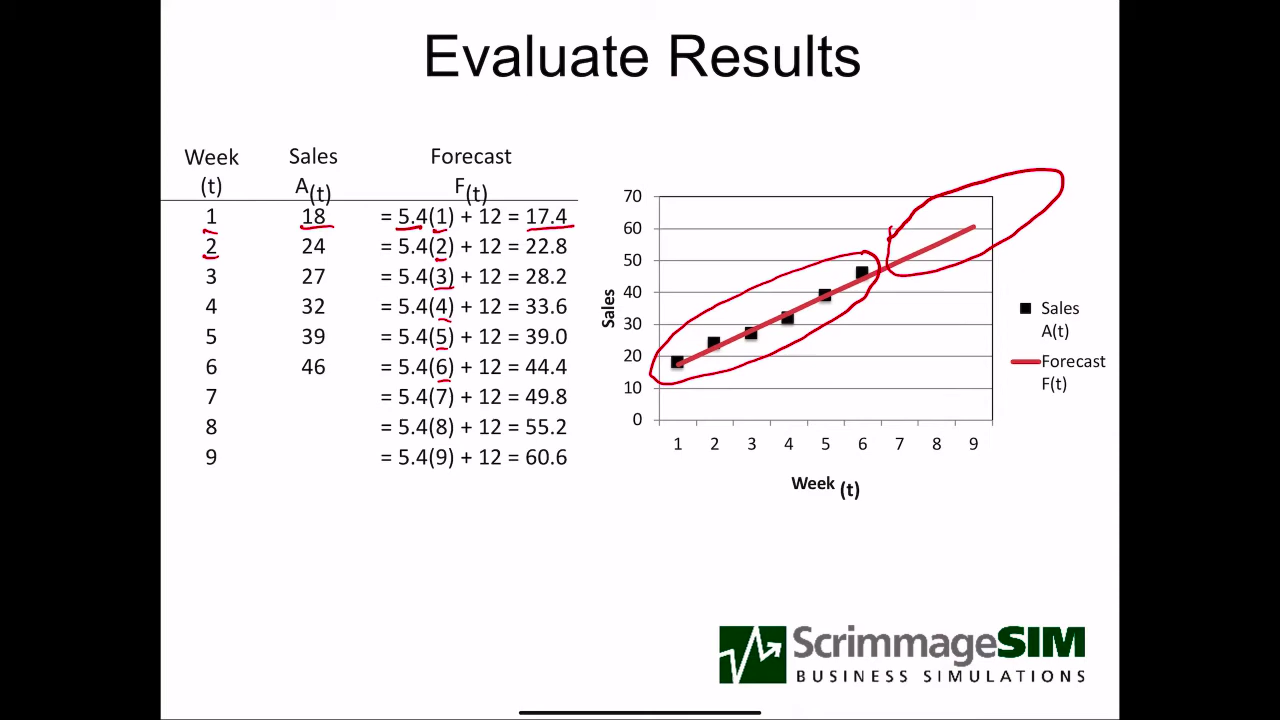 Evaluate Results
Week Sales Forecast
(t) A(t) F(t)
1 18 = 5.4(1) + 12 = 17.4
2 24 = 5.4(2) + 12 = 22.8
3 27 = 5.4(3) + 12 = 28.2
4 32 = 5.4(4) + 12 = 33.6
5 39 = 5.4(5) + 12 = 39.0
6 46 = 5.4(6) + 12 = 44.4
7 = 5.4(7) + 12 = 49.8
8 = 5.4(8) + 12 = 55.2
9 = 5.4(9) + 12 = 60.6
70
60
50
40
30
20
10
0
Sales
1 2 3 4 5 6 7 8 9
Week (t)
Sales
A(t)
Forecast
F(t)
ScrimmageSIM
BUSINESS SIMULATIONS